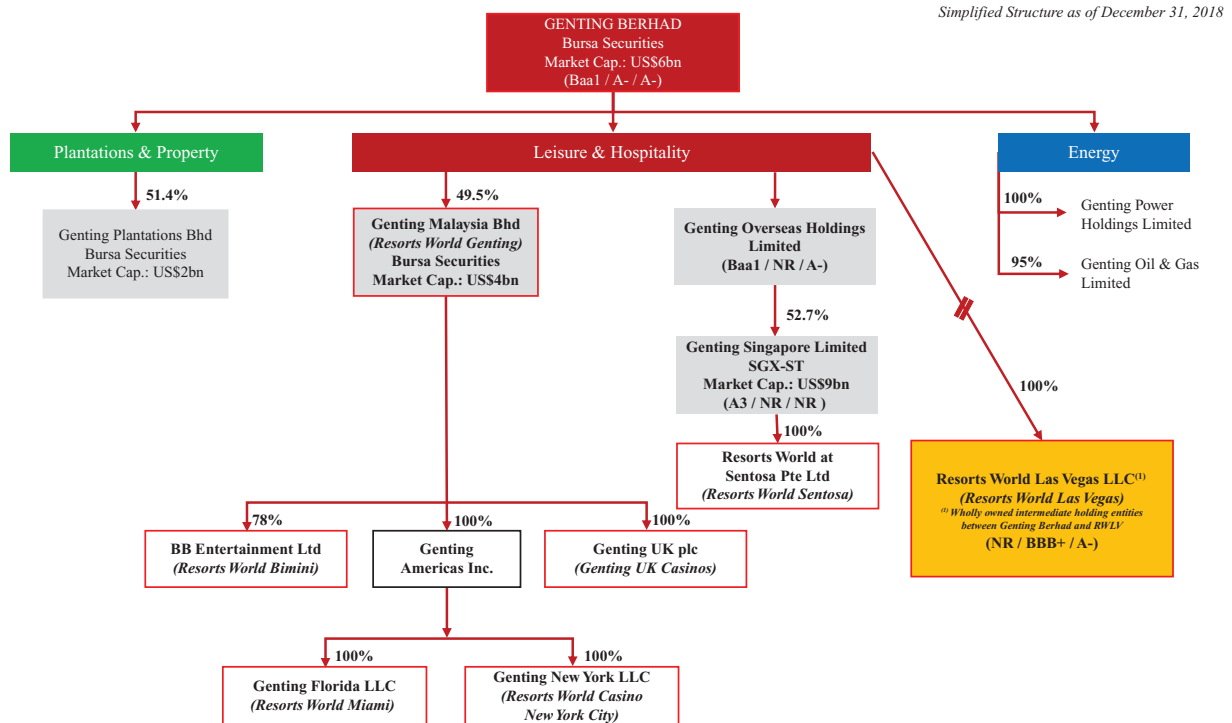 Simplified Structure as of December 31, 2018
GENTING BERHAD
Bursa Securities
Market Cap.: US$6bn
(Baa1 / A- / A-)
Plantations & Property
Leisure & Hospitality
Energy
51.4%
Genting Plantations Bhd
Bursa Securities
Market Cap.: US$2bn
49.5%
Genting Malaysia Bhd
(Resorts World Genting)
Bursa Securities
Market Cap.: US$4bn
Genting Overseas Holdings
Limited
(Baa1 / NR / A-)
100%
Genting Power
Holdings Limited
95%
Genting Oil & Gas
Limited
52.7%
Genting Singapore Limited
SGX-ST
Market Cap.: US$9bn
(A3 / NR / NR )
100%
100%
Resorts World at
Sentosa Pte Ltd
(Resorts World Sentosa)
Resorts World Las Vegas LLC(1)
(Resorts World Las Vegas)
(1) Wholly owned intermediate holding entities
between Genting Berhad and RWLV
(NR / BBB+ / A-)
78%
BB Entertainment Ltd
(Resorts World Bimini)
100%
Genting
Americas Inc.
100%
Genting UK plc
(Genting UK Casinos)
100%
Genting Florida LLC
(Resorts World Miami)
100%
Genting New York LLC
(Resorts World Casino
New York City)